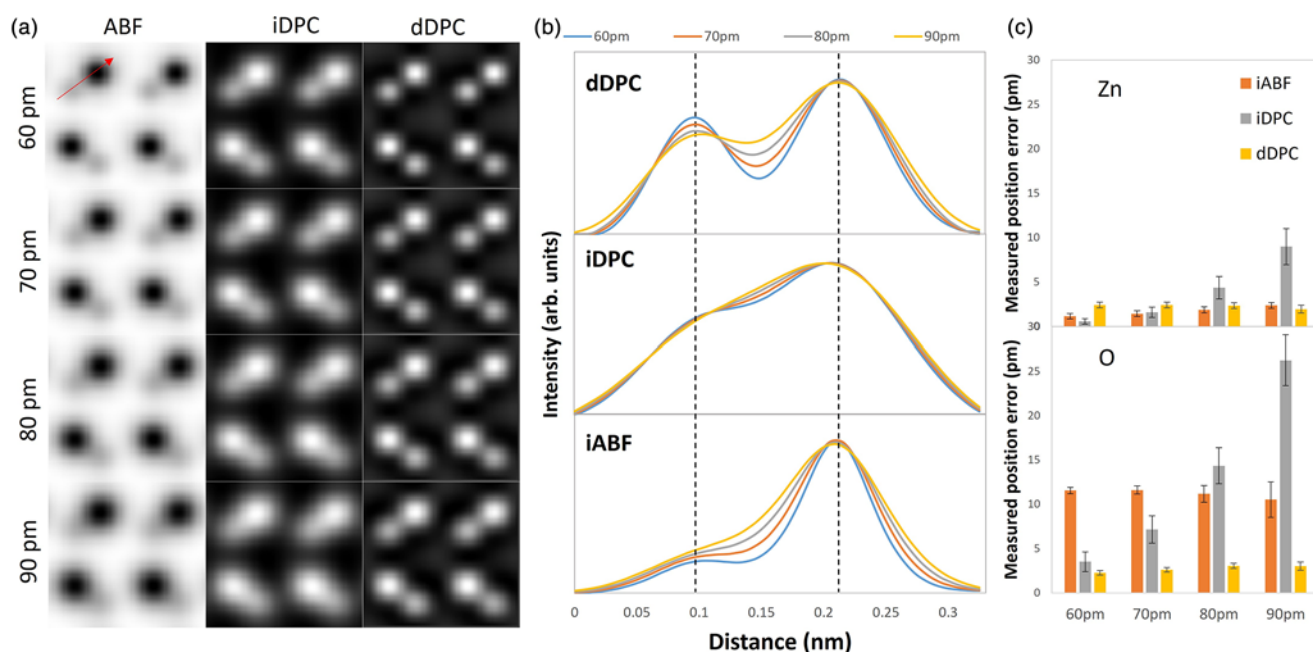 (a)
ABF
iDPC
dDPC
60 pm
70 pm
80 pm
90 pm
(b)
60pm
70pm
80pm
90pm
dDPC
iDPC
iABF
Intensity (arb. units)
0
0.05
0.1
0.15
0.2
0.25
0.3
Distance (nm)
(c)
30
25
20
15
10
5
Zn
iABF
iDPC
dDPC
Measured position error (pm)
30
25
20
15
10
5
0
O
Measured position error (pm)
60pm
70pm
80pm
90pm